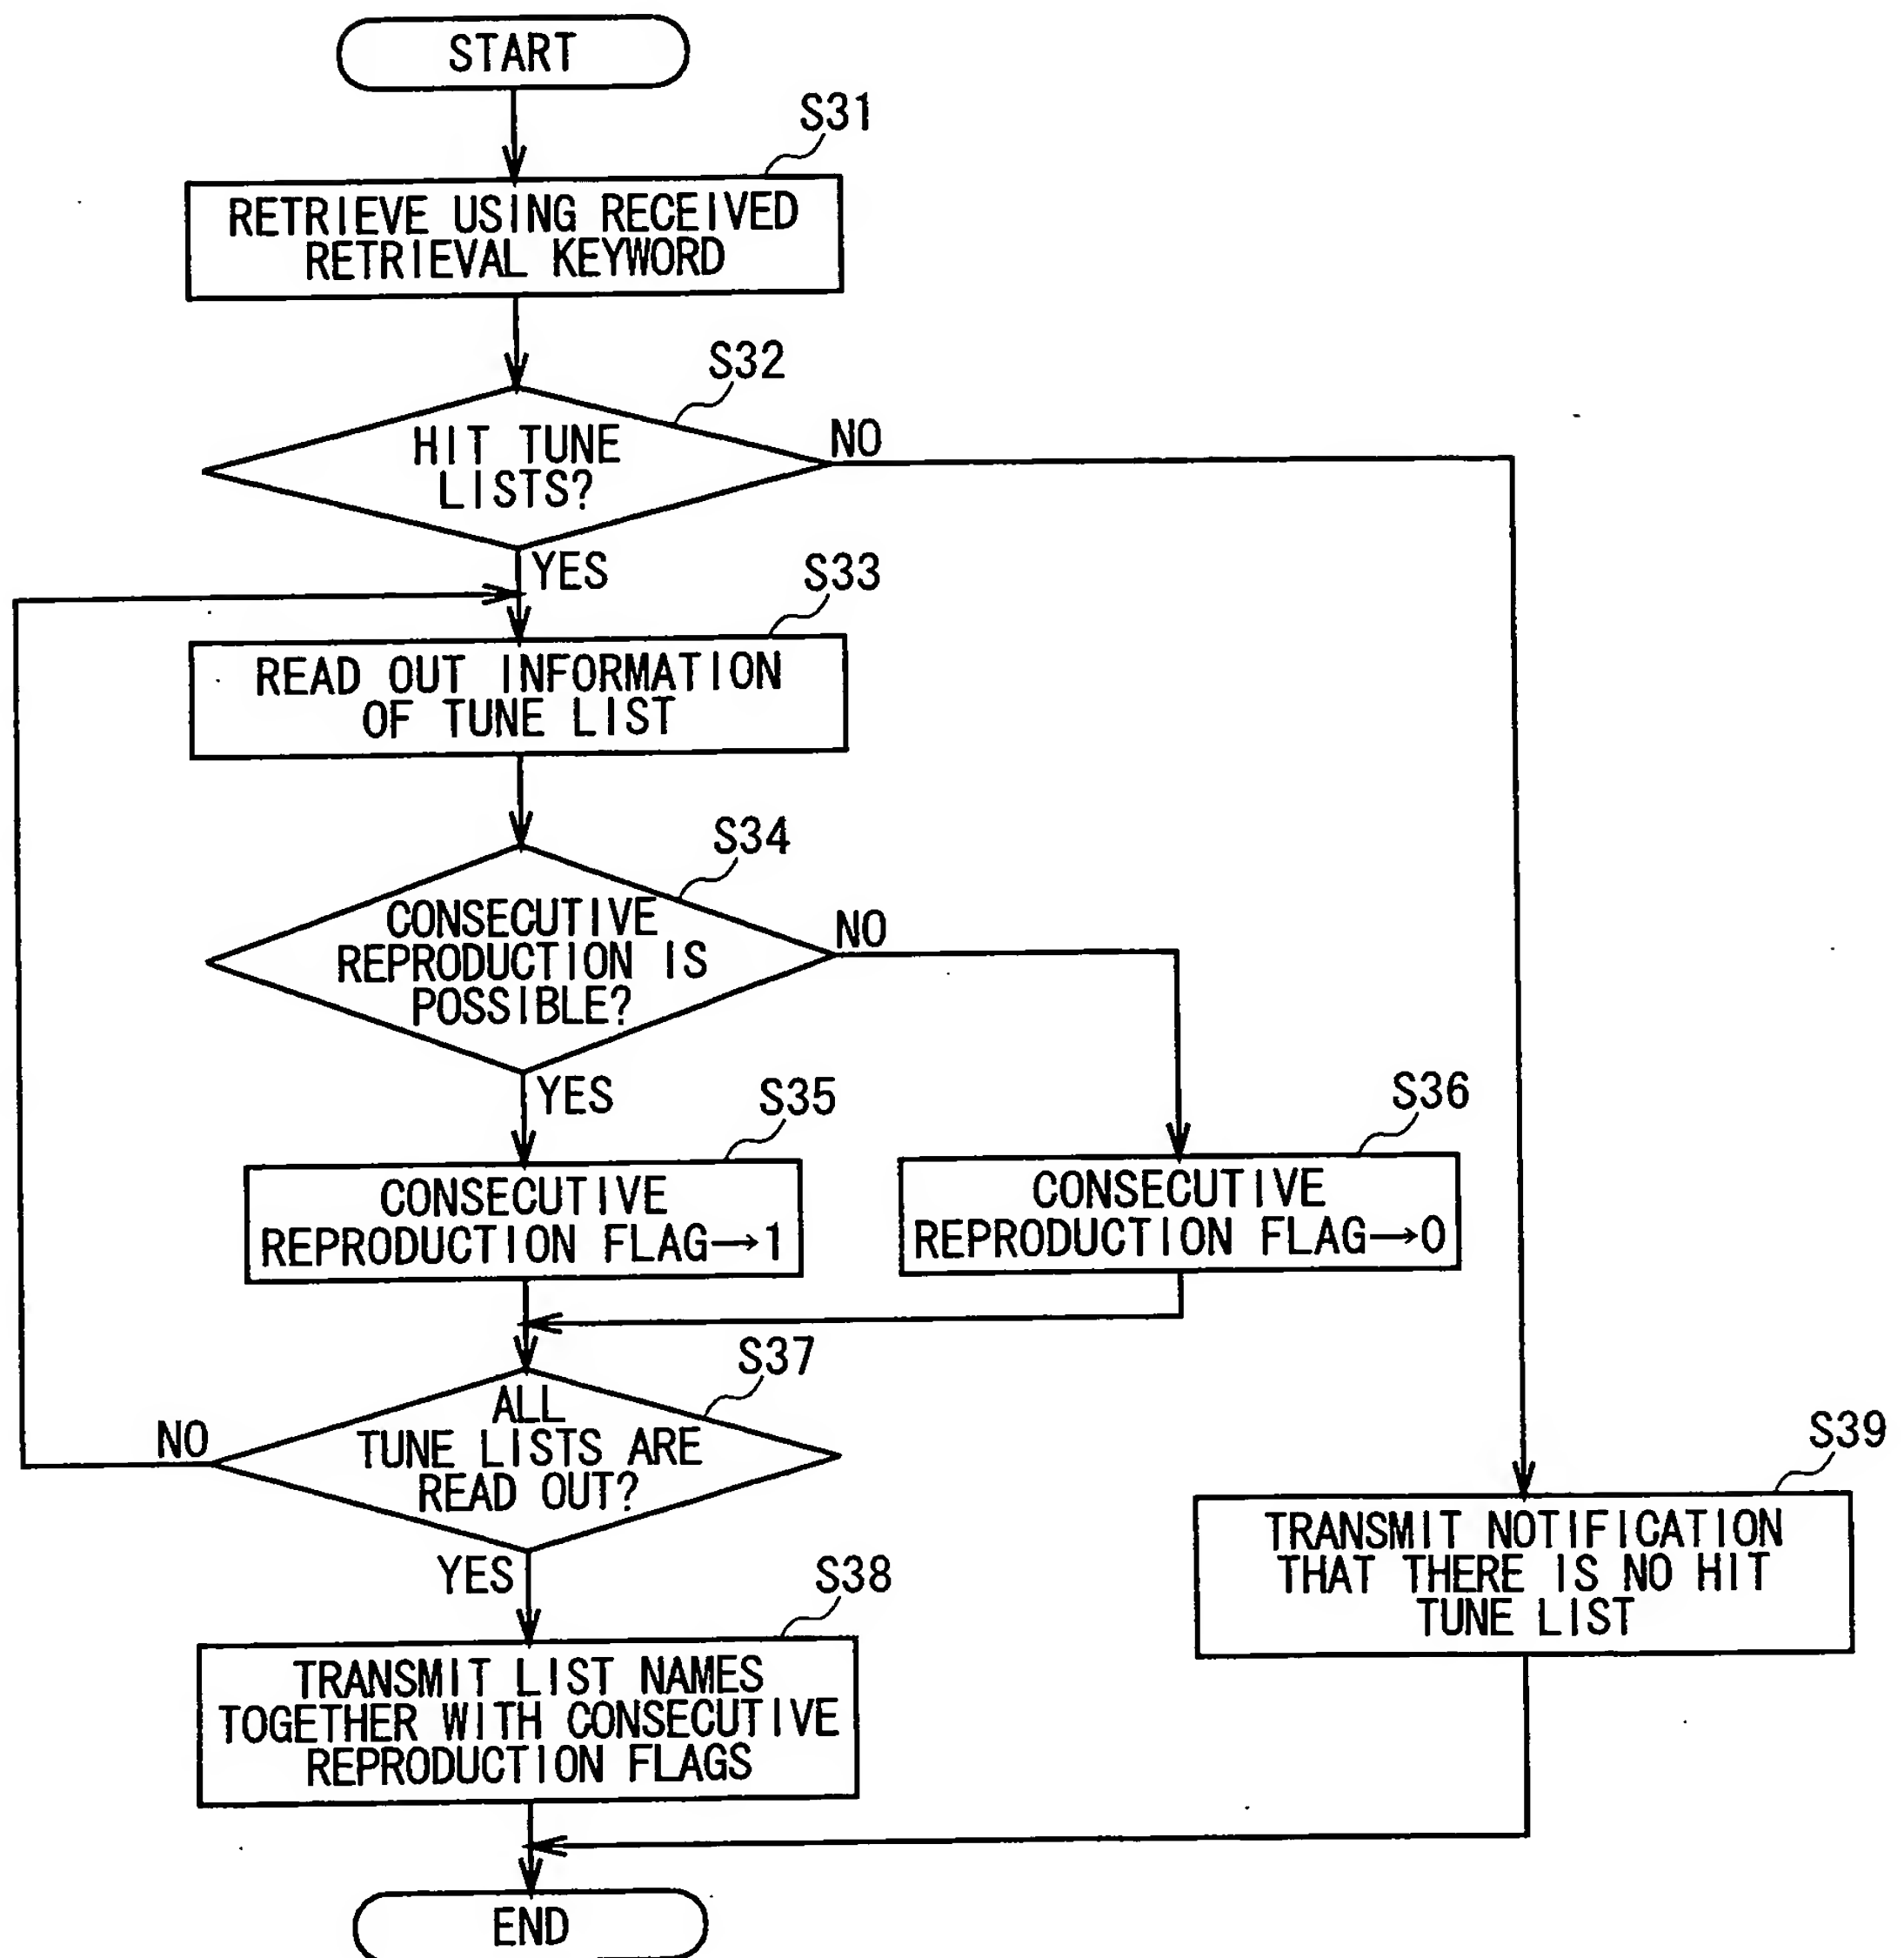 START
S31
RETRIEVE USING RECEIVED
RETRIEVAL KEYWORD
S32
HIT TUNE
LISTS?
NO
YES
S33
READ OUT INFORMATION
OF TUNE LIST
S34
CONSECUTIVE
REPRODUCTION IS
POSSIBLE?
NO
YES
S35
CONSECUTIVE
REPRODUCTION FLAG→1
S36
CONSECUTIVE
REPRODUCTION FLAG→0
S37
ALL
TUNE LISTS ARE
READ OUT?
NO
YES
S38
TRANSMIT LIST NAMES
TOGETHER WITH CONSECUTIVE
REPRODUCTION FLAGS
S39
TRANSMIT NOTIFICATION
THAT THERE IS NO HIT
TUNE LIST
END